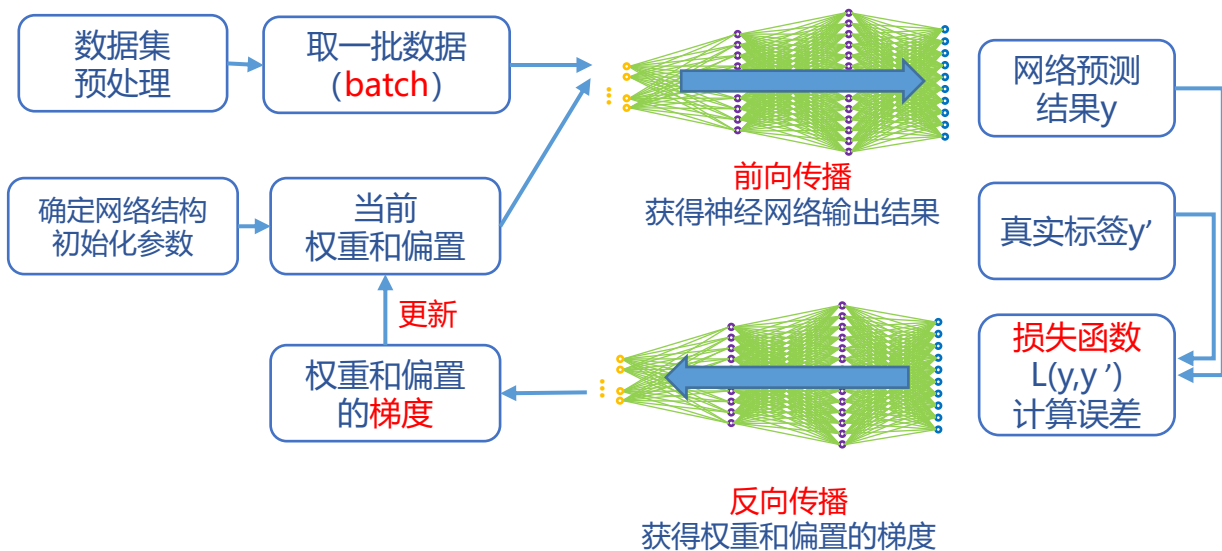 数据集
预处理
取一批数据
（batch）
网络预测
结果y
前向传播
获得神经网络输出结果
确定网络结构
初始化参数
当前
权重和偏置
真实标签y’
更新
权重和偏置
的梯度
损失函数
L(y,y ’)
计算误差
反向传播
获得权重和偏置的梯度